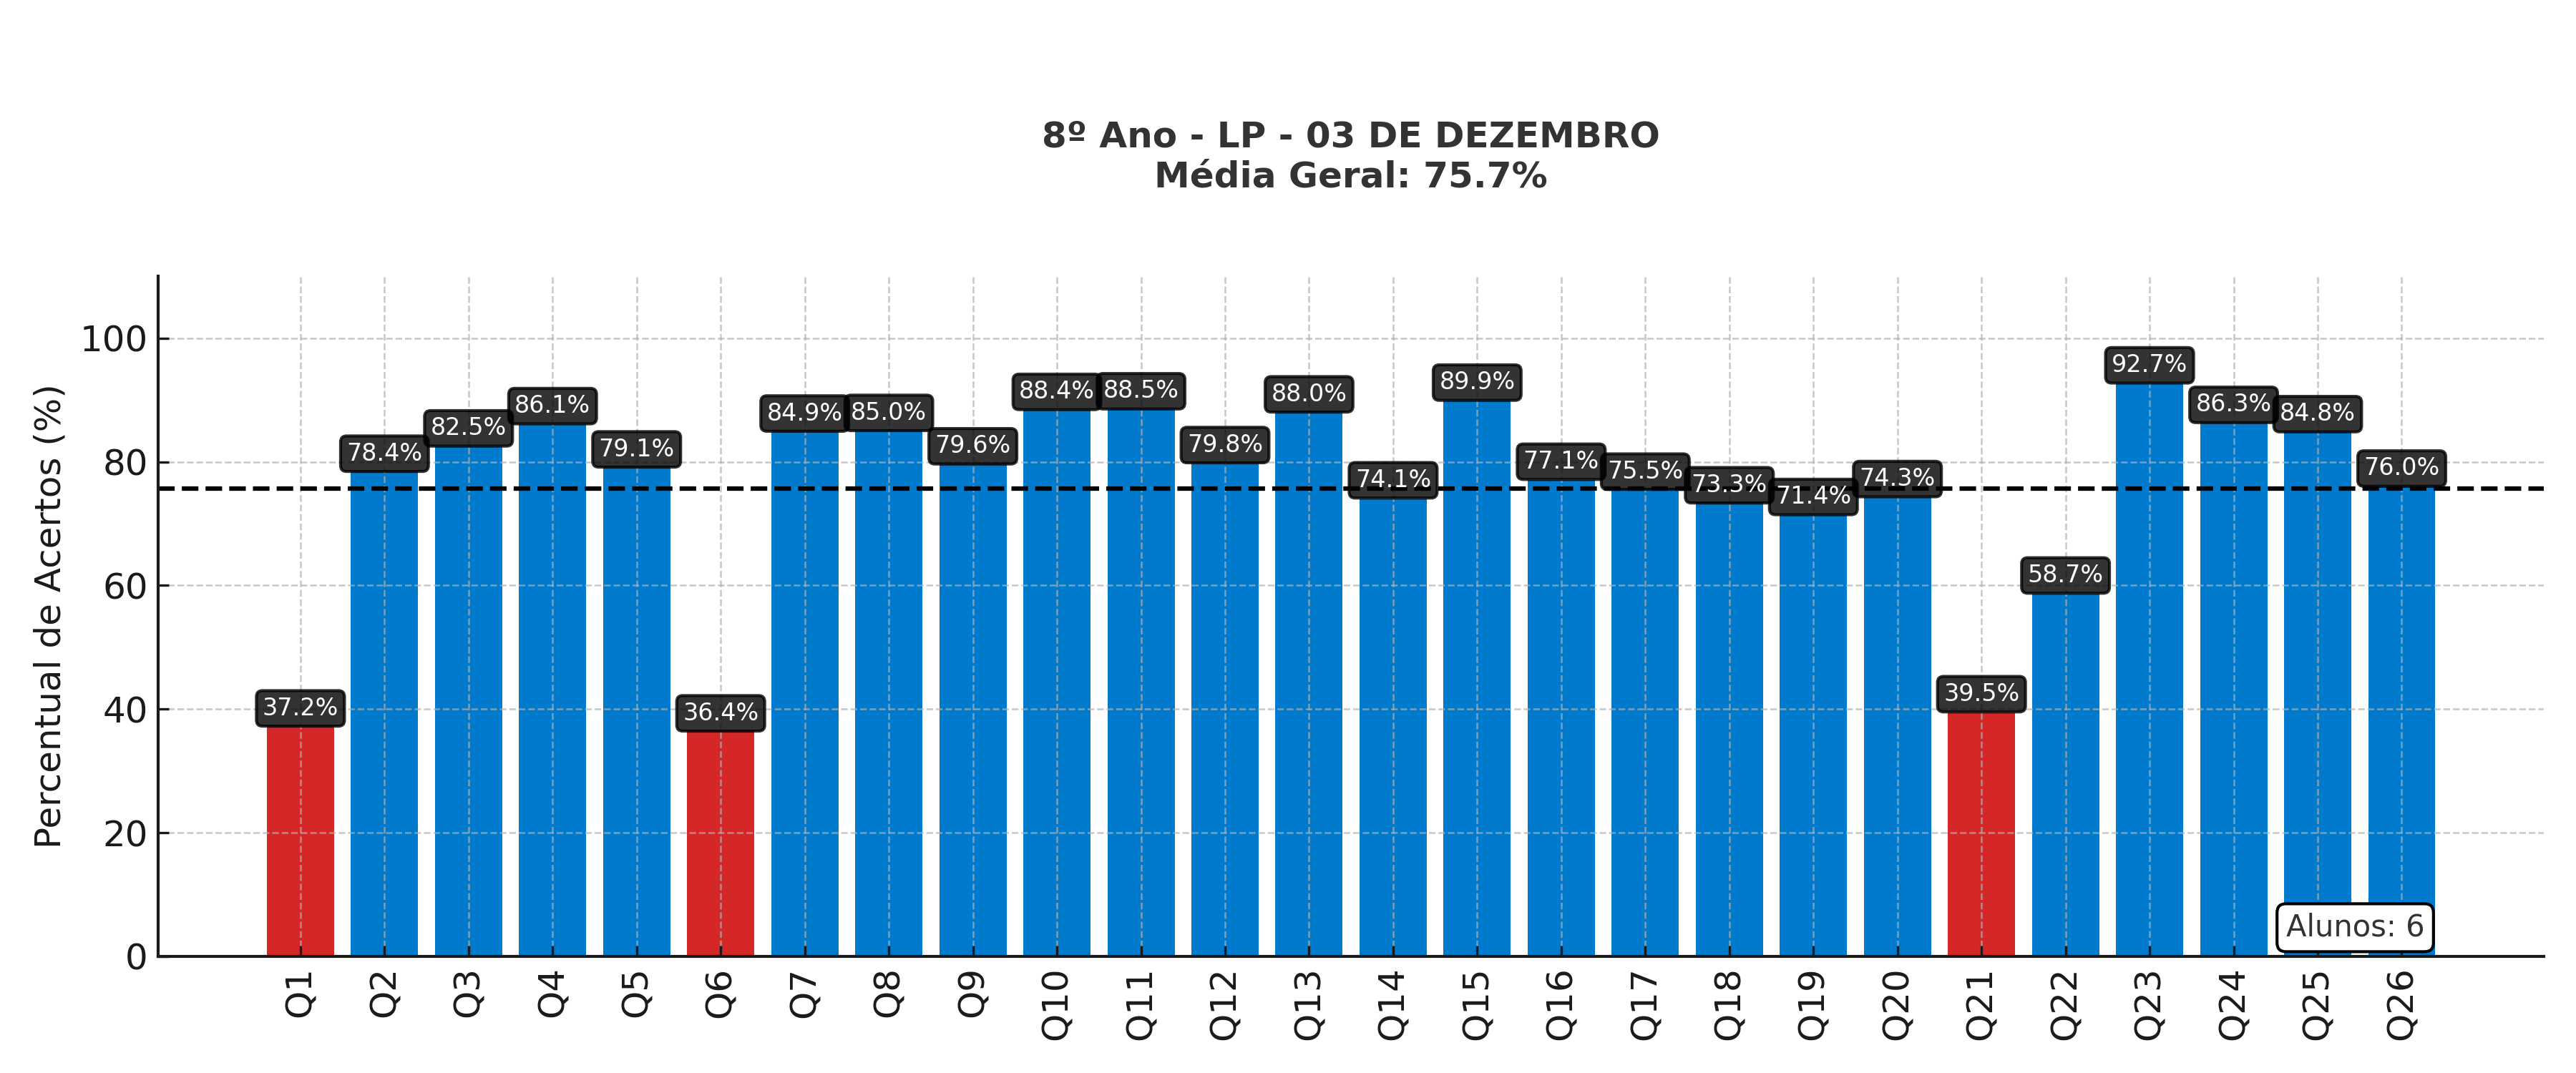 8º Ano - LP - 03 DE DEZEMBRO
Média Geral: 75.7%
Percentual de Acertos (%)
100
80
60
40
20
0
37.2%
78.4%
82.5%
86.1%
79.1%
36.4%
84.9%
85.0%
79.6%
88.4%
88.5%
79.8%
88.0%
74.1%
89.9%
77.1%
75.5%
73.3%
71.4%
74.3%
39.5%
58.7%
92.7%
86.3%
84.8%
76.0%
Alunos: 6
Q1
Q2
Q3
Q4
Q5
Q6
Q7
Q8
Q9
Q10
Q11
Q12
Q13
Q14
Q15
Q16
Q17
Q18
Q19
Q20
Q21
Q22
Q23
Q24
Q25
Q26